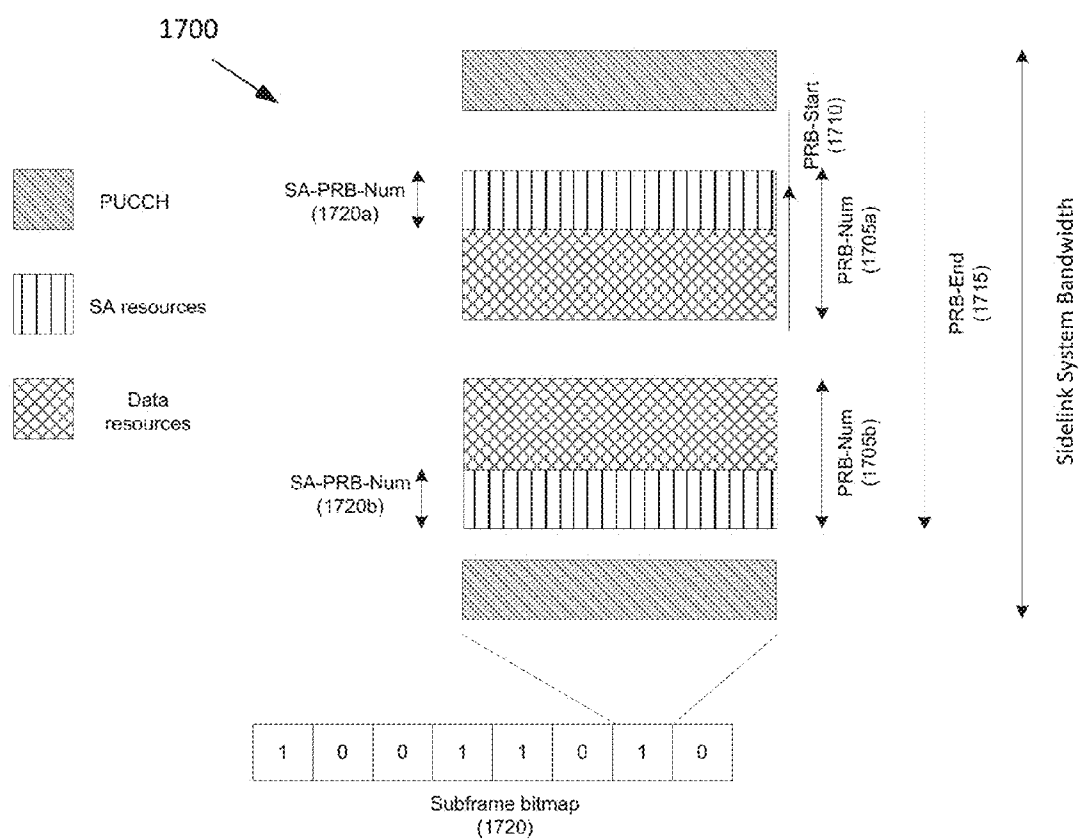 1700
PUCCH
SA resources
Data
resources
SA-PRB-Num
(1720a)
SA-PRB-Num
(1720b)
PRB-Start
(1710)
PRB-Num
(1705a)
PRB-Num
(1705b)
PRB-End
(1715)
Sidelink System Bandwidth
1 0 0 1 1 0 1 0
Subframe bitmap
(1720)